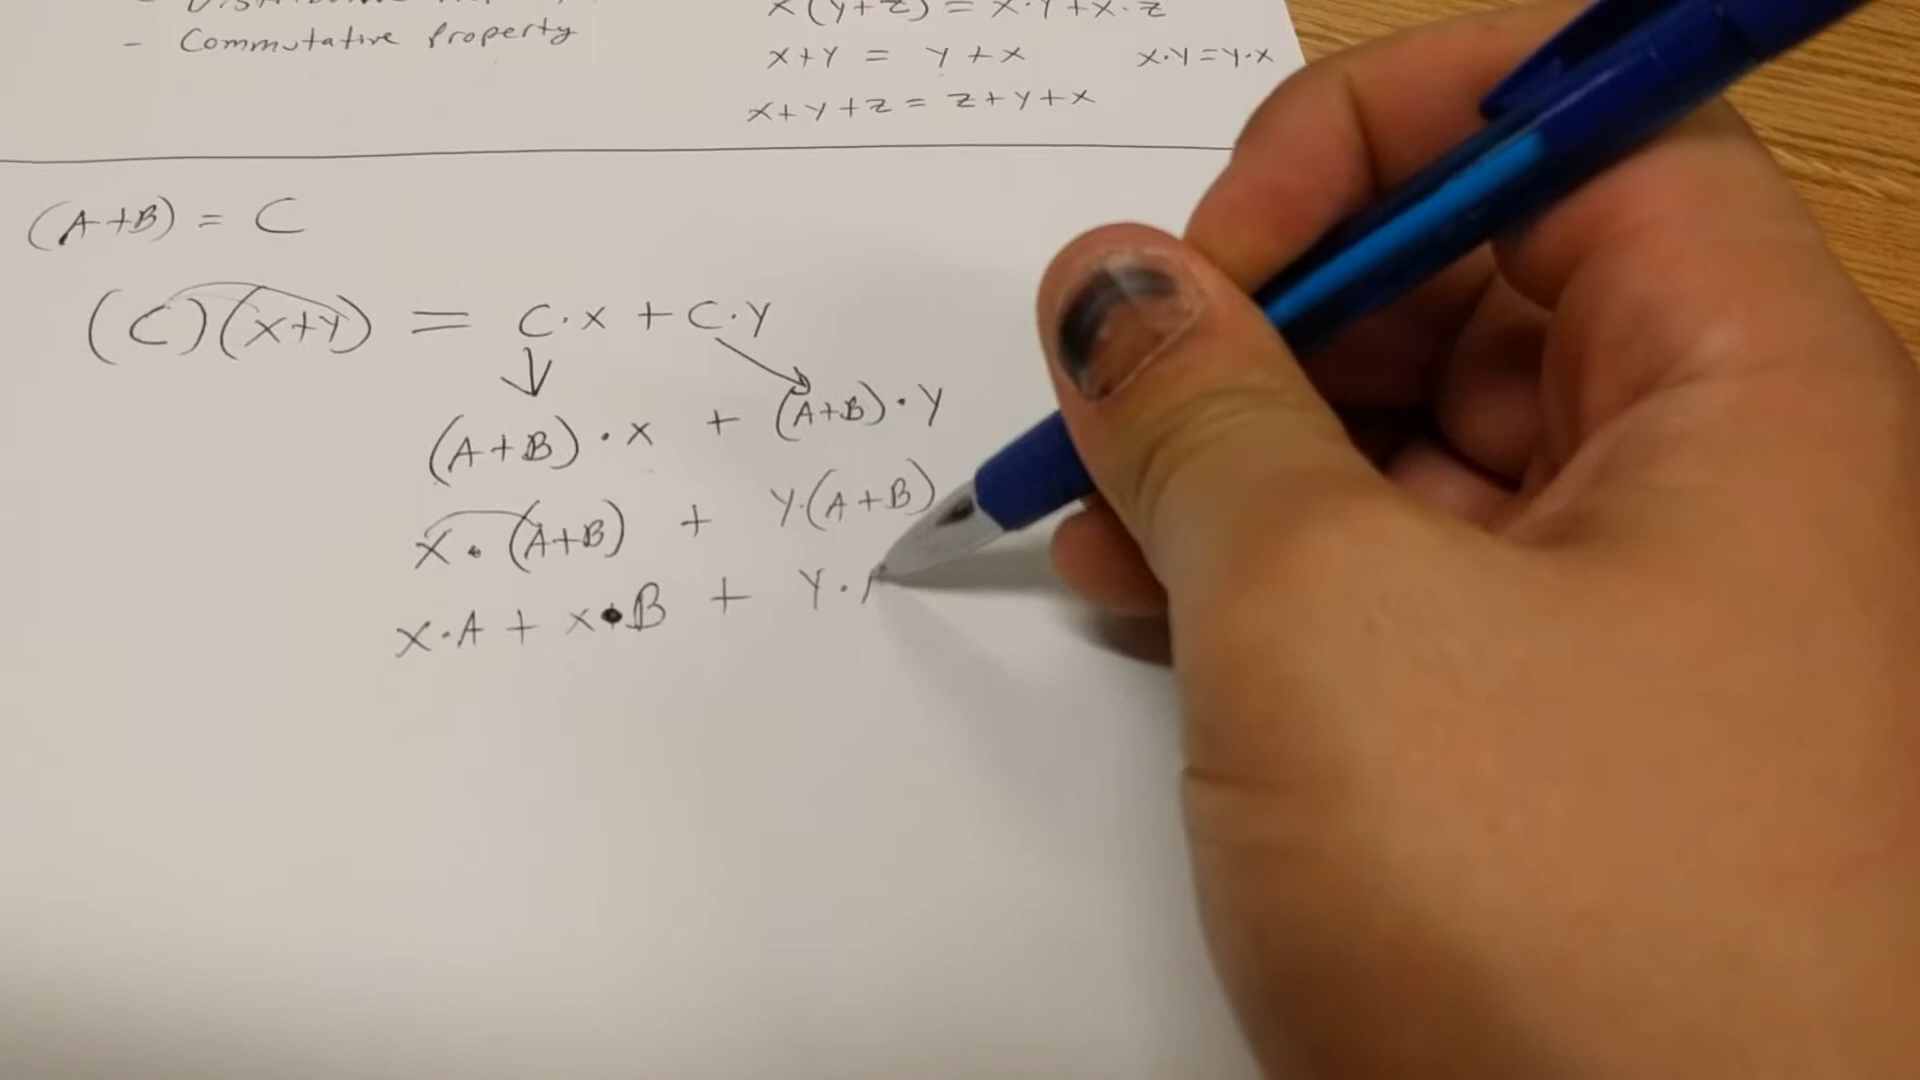 - Commutative Property
x(y+z) = x·y+x·z
x+y = y+x    x·y=y·x
x+y+z = z+y+x
(A+B) = C
(C)(x+y) = C·x + C·y
(A+B)·x + (A+B)·y
x·(A+B) + y·(A+B)
x·A + x·B + y·